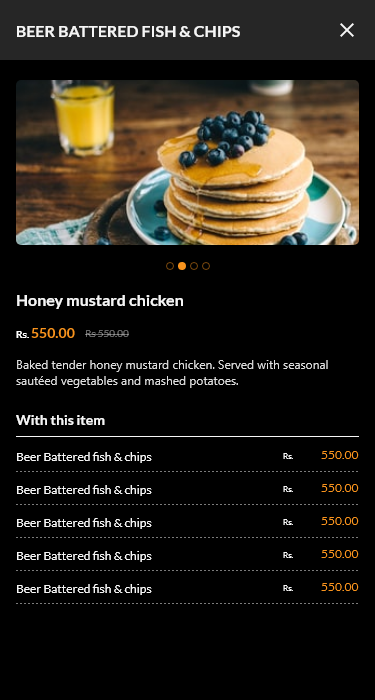 BEER BATTERED FISH & CHIPS
Honey mustard chicken
Rs. 550.00 Rs 550.00
Baked tender honey mustard chicken. Served with seasonal
sautéed vegetables and mashed potatoes.
With this item
Beer Battered fish & chips Rs. 550.00
Beer Battered fish & chips Rs. 550.00
Beer Battered fish & chips Rs. 550.00
Beer Battered fish & chips Rs. 550.00
Beer Battered fish & chips Rs. 550.00